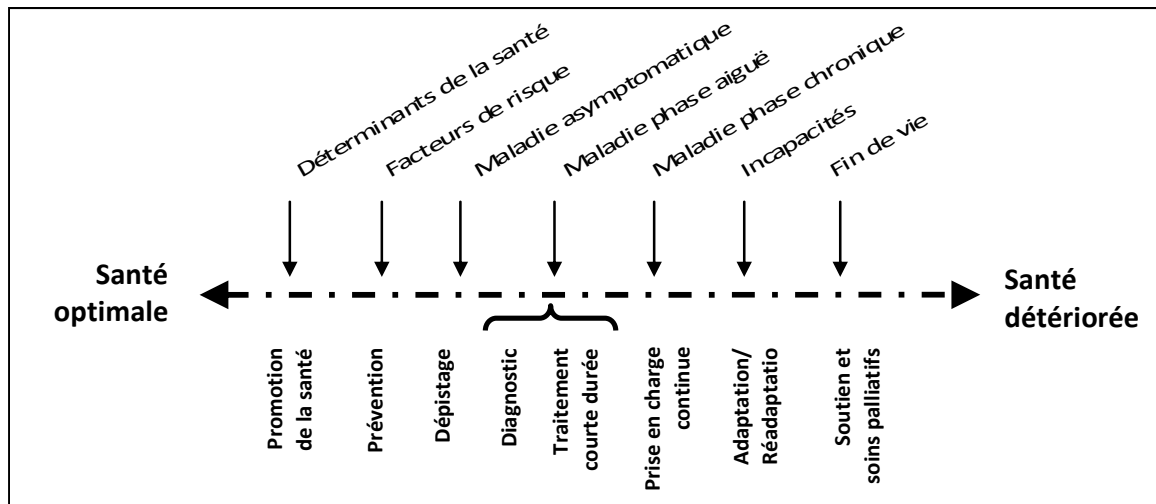 Déterminants de la santé
Facteurs de risque
Maladie asymptomatique
Maladie phase aiguë
Maladie phase chronique
Incapacités
Fin de vie
Santé
optimale
Santé
détériorée
Promotion
de la santé
Prévention
Dépistage
Diagnostic
Traitement
courte durée
Prise en charge
continue
Adaptation/
Réadaptatio
Soutien et
soins palliatifs